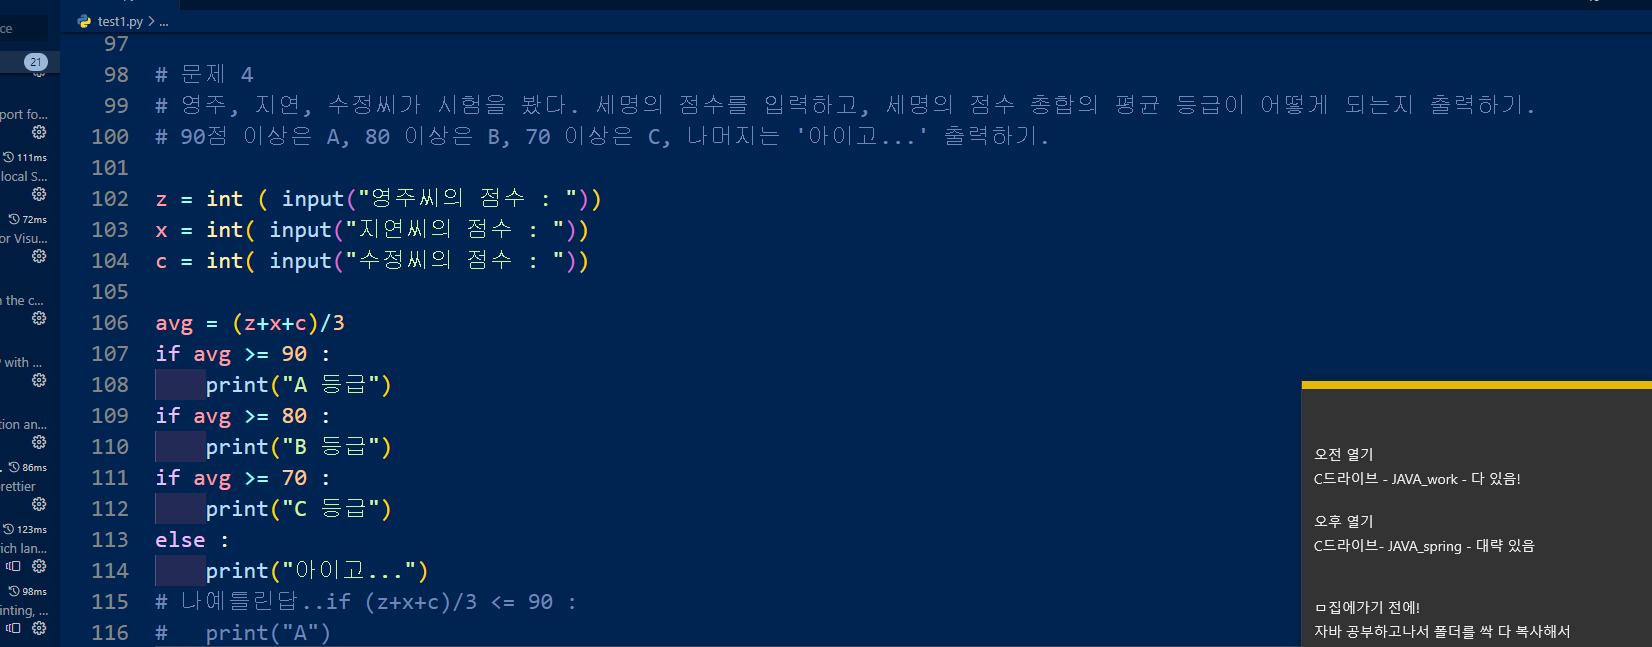 ce
test1.py > ...
21
97
98 # 문제 4
port fo...
99 # 영주, 지연, 수정씨가 시험을 봤다. 세명의 점수를 입력하고, 세명의 점수 총합의 평균 등급이 어떻게 되는지 출력하기.
100 # 90점 이상은 A, 80 이상은 B, 70 이상은 C, 나머지는 '아이고...' 출력하기.
111ms
101
local S...
102 z = int ( input("영주씨의 점수 : "))
72ms
103 x = int( input("지연씨의 점수 : "))
or Visu...
104 c = int( input("수정씨의 점수 : "))
105
the c...
106 avg = (z+x+c)/3
107 if avg >= 90 :
with ...
108 print("A 등급")
109 if avg >= 80 :
tion an...
110 print("B 등급")
86ms
111 if avg >= 70 :
rettier
112 print("C 등급")
123ms
113 else :
ich lan...
114 print("아이고...")
98ms
115 # 나예틀린답..if (z+x+c)/3 <= 90 :
inting, ...
116 # print("A")
오전 열기
C드라이브 - JAVA_work - 다 있음!
오후 열기
C드라이브- JAVA_spring - 대략 있음
ㅁ집에가기 전에!
자바 공부하고나서 폴더를 싹 다 복사해서